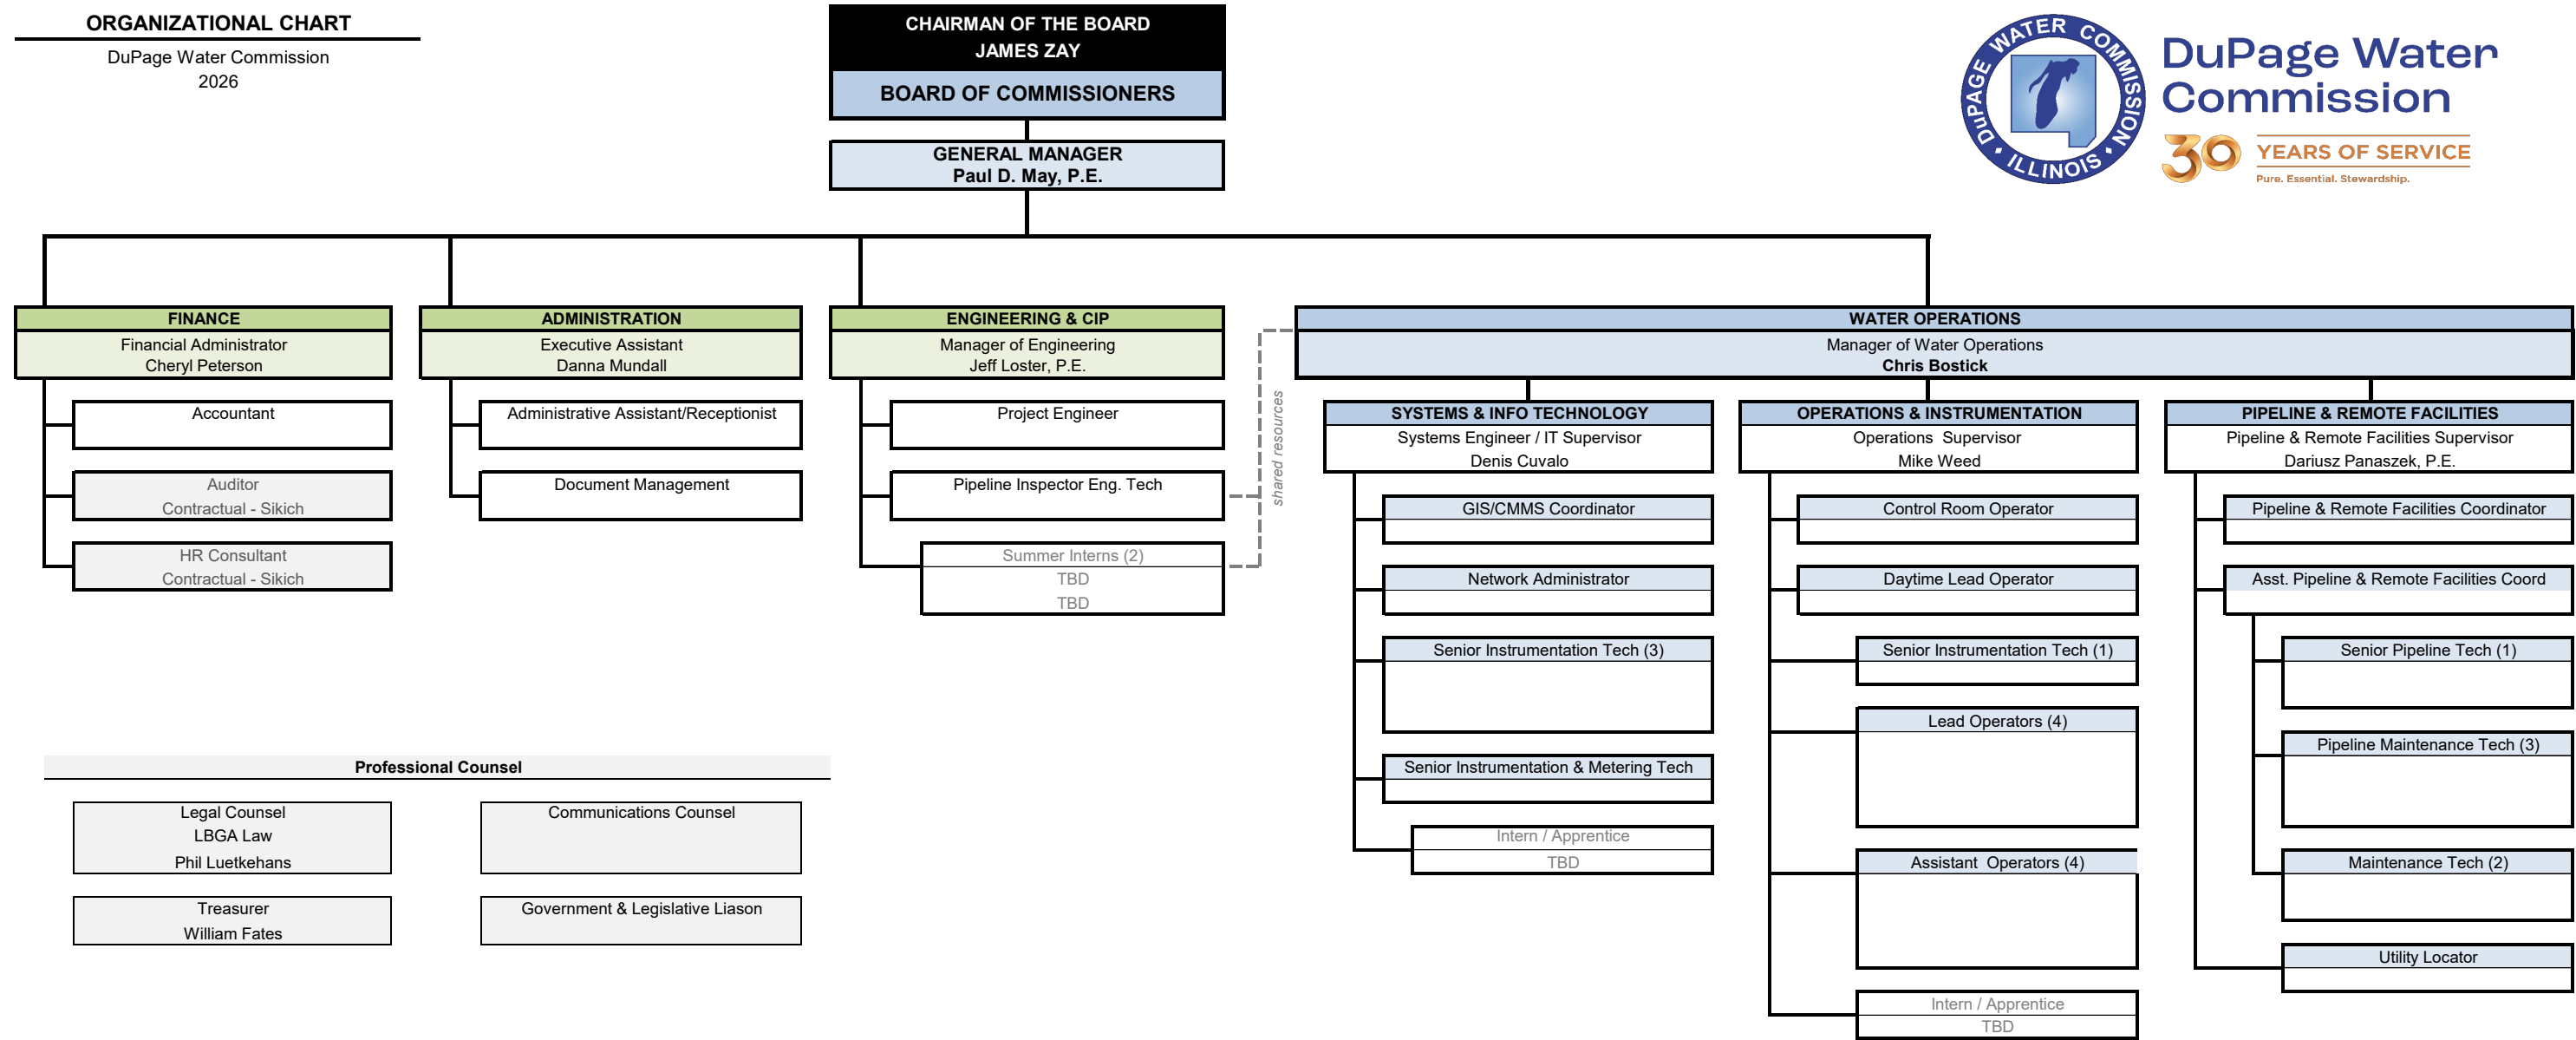 ORGANIZATIONAL CHART
DuPage Water Commission
2026
CHAIRMAN OF THE BOARD
JAMES ZAY
BOARD OF COMMISSIONERS
GENERAL MANAGER
Paul D. May, P.E.
DuPAGE WATER COMMISSION
• ILLINOIS •
DuPage Water
Commission
30 YEARS OF SERVICE
Pure. Essential. Stewardship.
FINANCE
Financial Administrator
Cheryl Peterson
Accountant
Auditor
Contractual - Sikich
HR Consultant
Contractual - Sikich
ADMINISTRATION
Executive Assistant
Danna Mundall
Administrative Assistant/Receptionist
Document Management
ENGINEERING & CIP
Manager of Engineering
Jeff Loster, P.E.
Project Engineer
Pipeline Inspector Eng. Tech
Summer Interns (2)
TBD
TBD
shared resources
WATER OPERATIONS
Manager of Water Operations
Chris Bostick
SYSTEMS & INFO TECHNOLOGY
Systems Engineer / IT Supervisor
Denis Cuvalo
GIS/CMMS Coordinator
Network Administrator
Senior Instrumentation Tech (3)
Senior Instrumentation & Metering Tech
Intern / Apprentice
TBD
OPERATIONS & INSTRUMENTATION
Operations  Supervisor
Mike Weed
Control Room Operator
Daytime Lead Operator
Senior Instrumentation Tech (1)
Lead Operators (4)
Assistant  Operators (4)
Intern / Apprentice
TBD
PIPELINE & REMOTE FACILITIES
Pipeline & Remote Facilities Supervisor
Dariusz Panaszek, P.E.
Pipeline & Remote Facilities Coordinator
Asst. Pipeline & Remote Facilities Coord
Senior Pipeline Tech (1)
Pipeline Maintenance Tech (3)
Maintenance Tech (2)
Utility Locator
Professional Counsel
Legal Counsel
LBGA Law
Phil Luetkehans
Communications Counsel
Treasurer
William Fates
Government & Legislative Liason